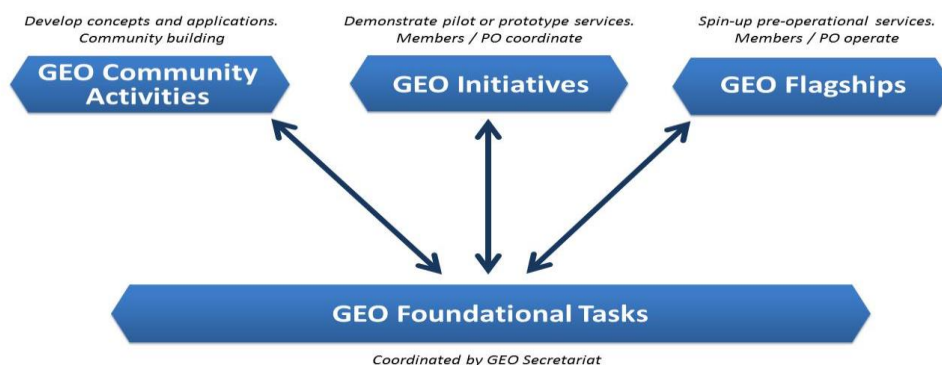 Develop concepts and applications.
Community building
GEO Community
Activities
Demonstrate pilot or prototype services.
Members / PO coordinate
GEO Initiatives
Spin-up pre-operational services.
Members / PO operate
GEO Flagships
GEO Foundational Tasks
Coordinated by GEO Secretariat